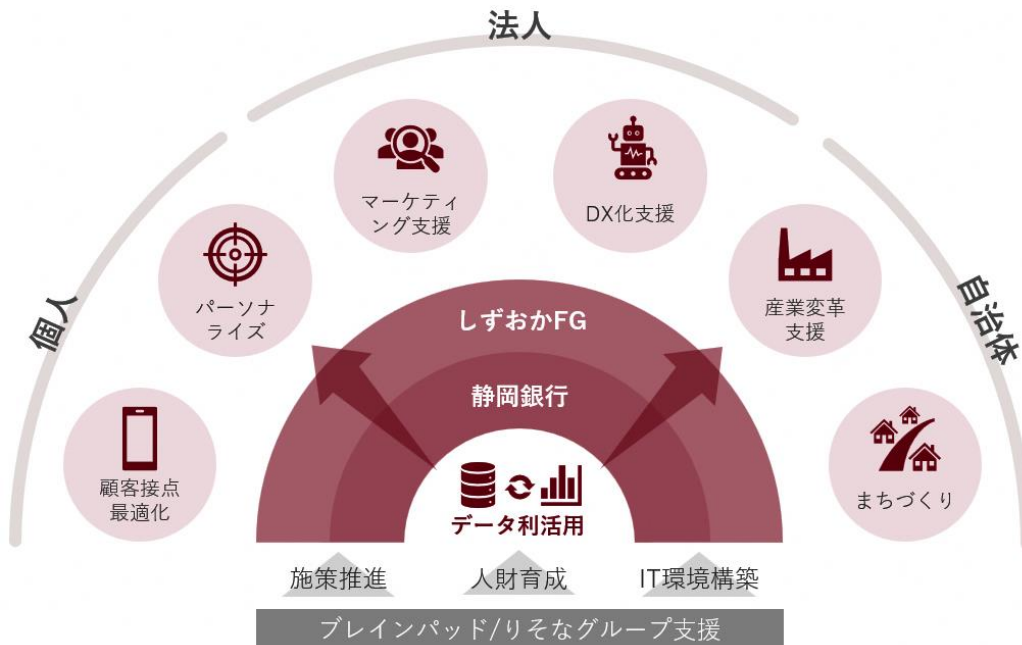 法人
個人
自治体
マーケティ
ング支援
DX化支援
パーソナ
ライズ
産業変革
支援
顧客接点
最適化
まちづくり
しずおかFG
静岡銀行
データ利活用
施策推進
人財育成
IT環境構築
ブレインパッド/りそなグループ支援